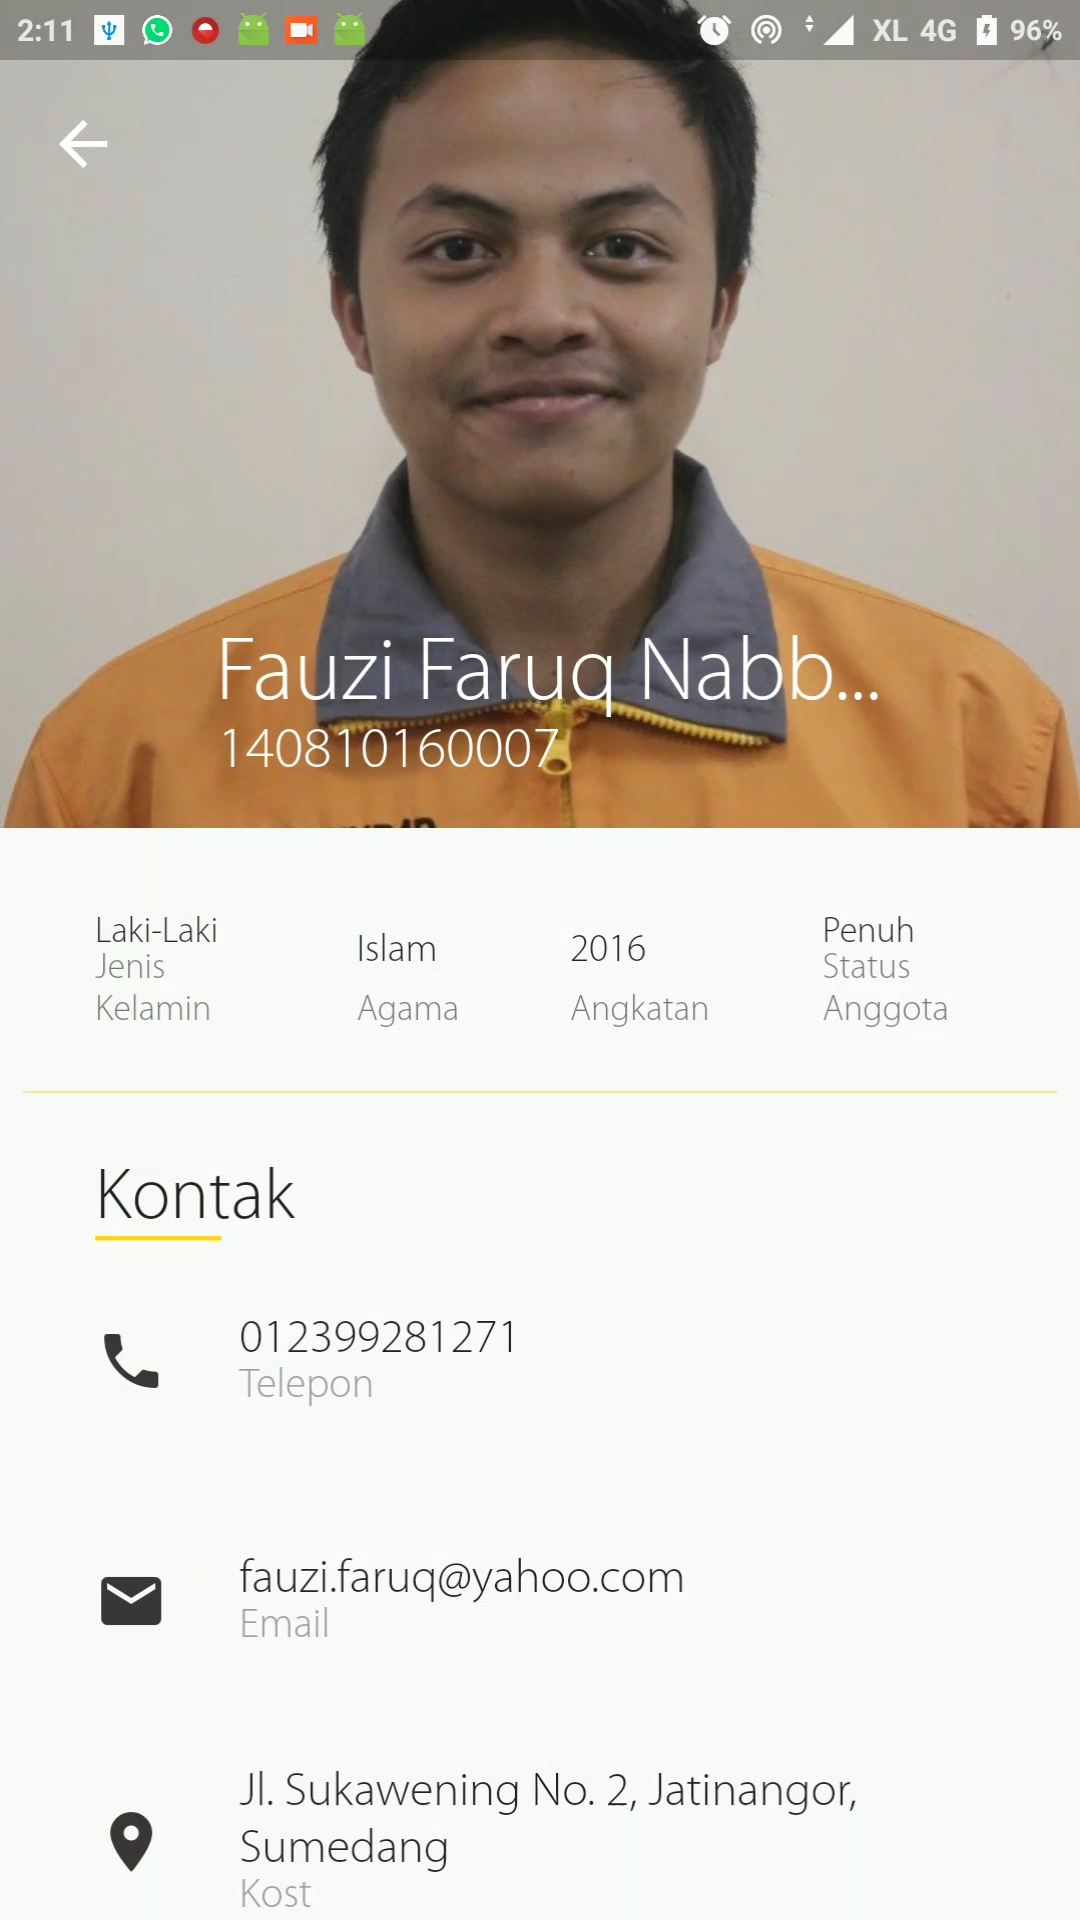 2:11 XL 4G 96%
Fauzi Faruq Nabb...
140810160007
Laki-Laki
Jenis
Kelamin
Islam
Agama
2016
Angkatan
Penuh
Status
Anggota
Kontak
012399281271
Telepon
fauzi.faruq@yahoo.com
Email
Jl. Sukawening No. 2, Jatinangor,
Sumedang
Kost